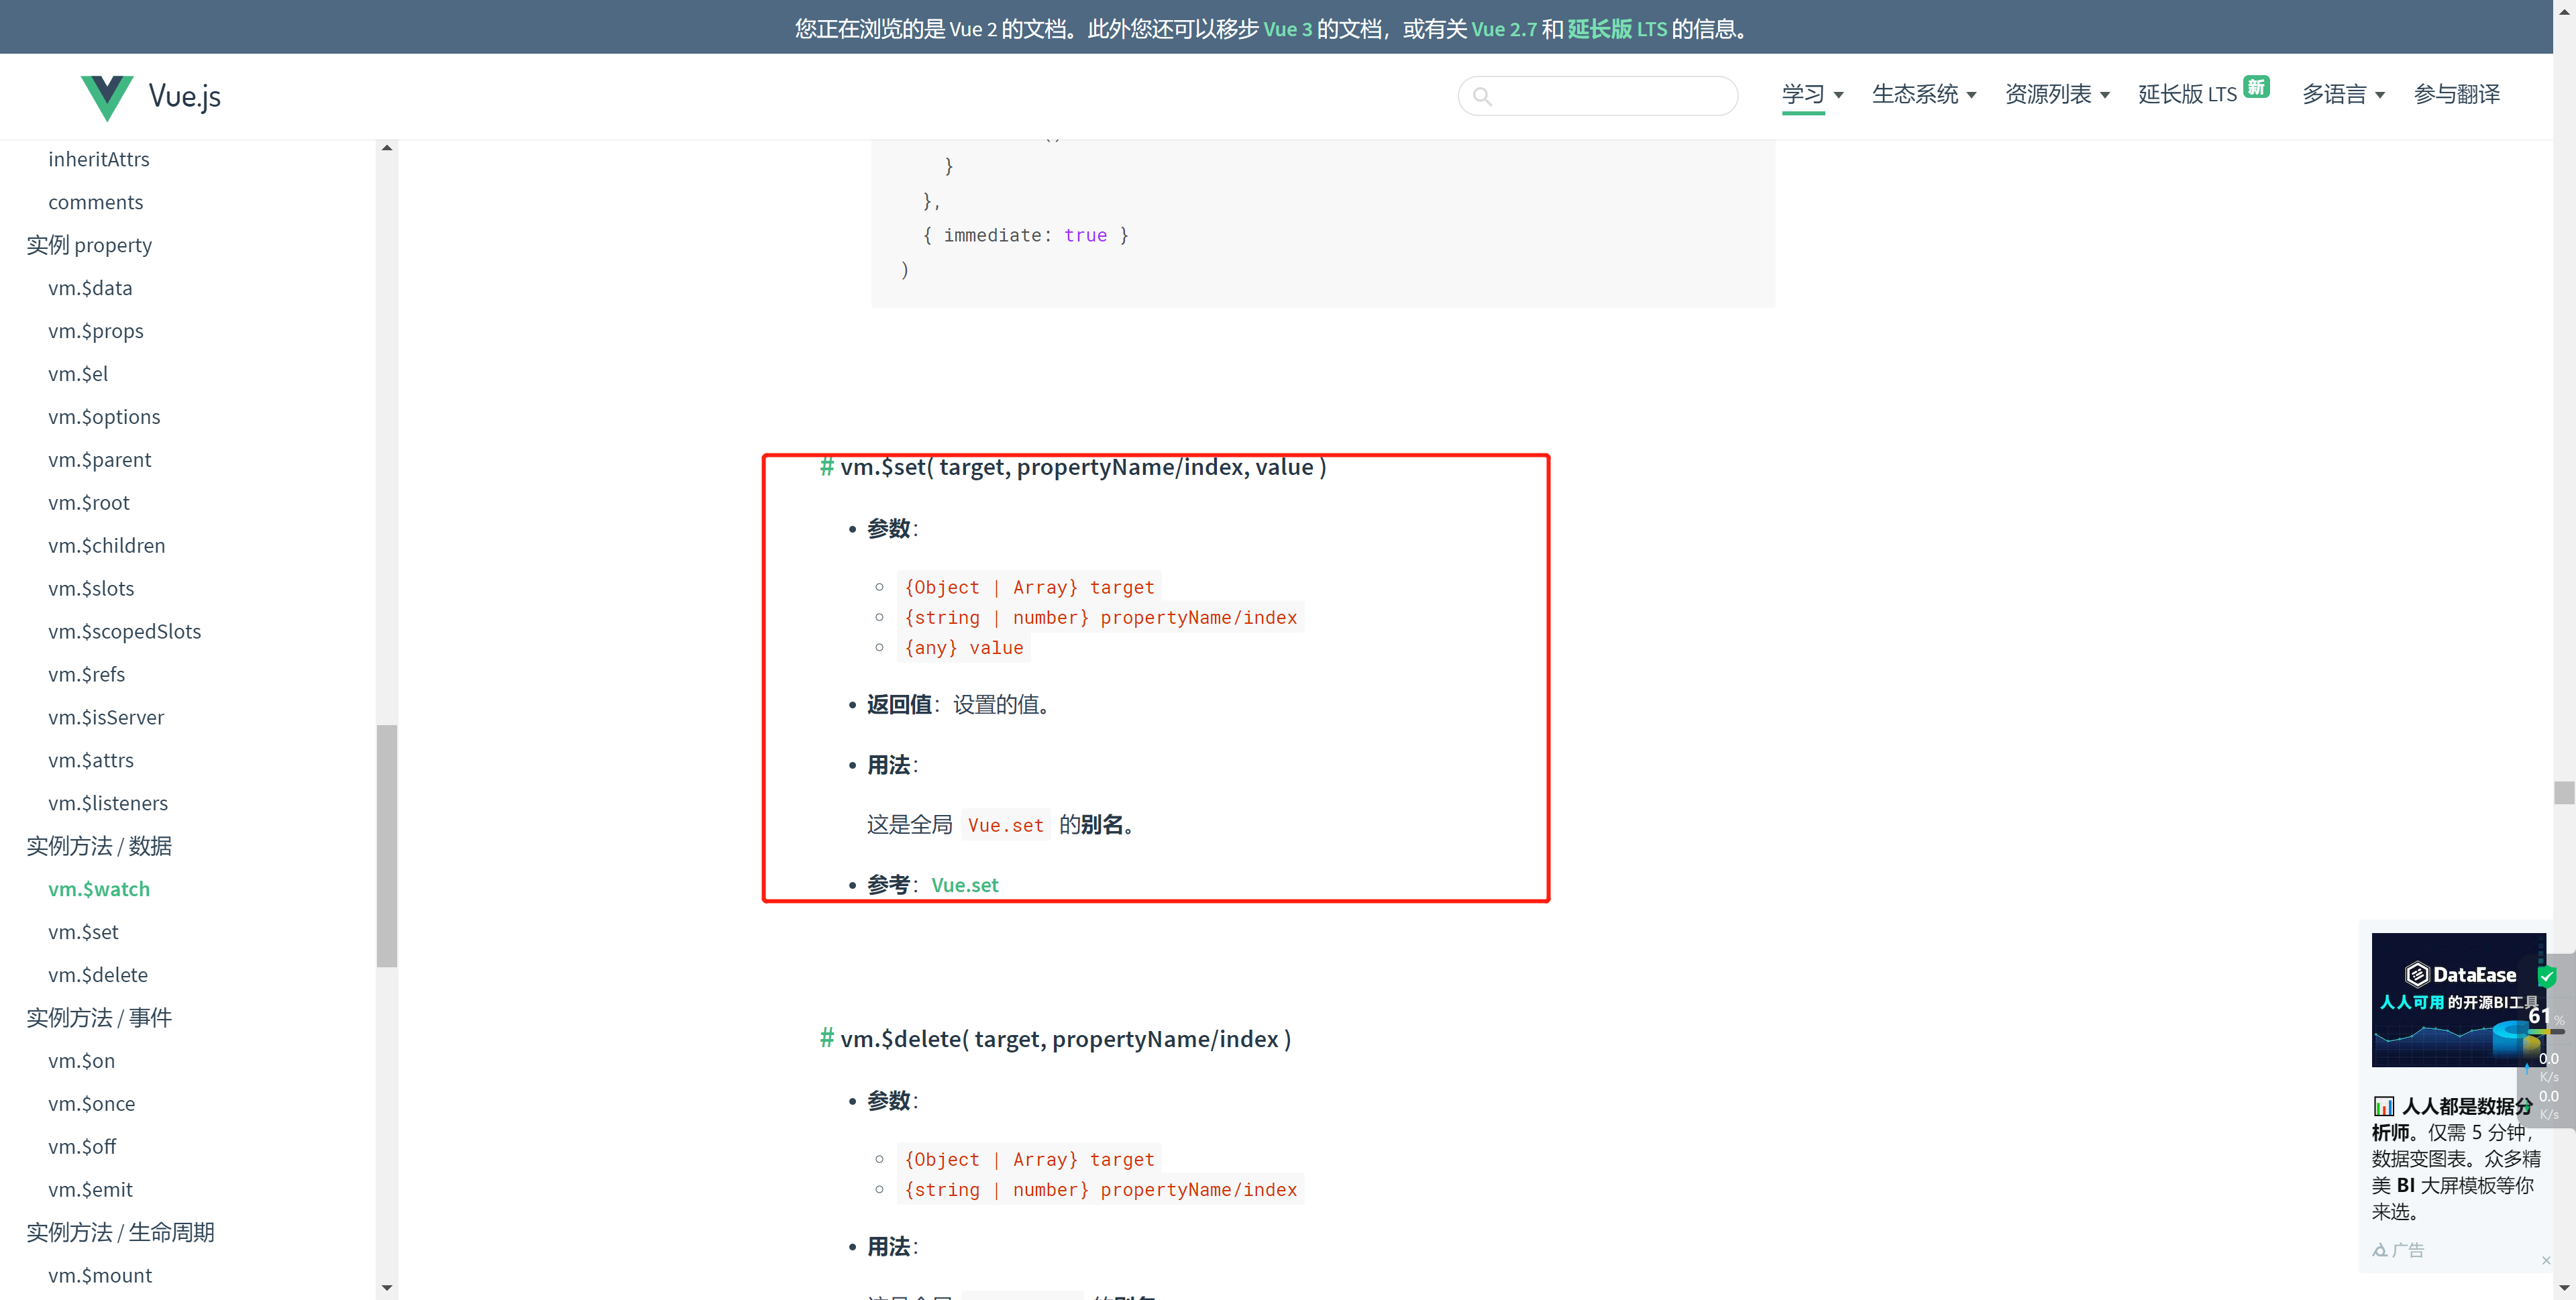 您正在浏览的是 Vue 2 的文档。此外您还可以移步 Vue 3 的文档，或有关 Vue 2.7 和 延长版 LTS 的信息。
Vue.js
学习
生态系统
资源列表
延长版 LTS 新
多语言
参与翻译
inheritAttrs
comments
实例 property
vm.$data
vm.$props
vm.$el
vm.$options
vm.$parent
vm.$root
vm.$children
vm.$slots
vm.$scopedSlots
vm.$refs
vm.$isServer
vm.$attrs
vm.$listeners
实例方法 / 数据
vm.$watch
vm.$set
vm.$delete
实例方法 / 事件
vm.$on
vm.$once
vm.$off
vm.$emit
实例方法 / 生命周期
vm.$mount
}
},
{ immediate: true }
)
# vm.$set( target, propertyName/index, value )
参数：
{Object | Array} target
{string | number} propertyName/index
{any} value
返回值：设置的值。
用法：
这是全局 Vue.set 的别名。
参考：Vue.set
# vm.$delete( target, propertyName/index )
参数：
{Object | Array} target
{string | number} propertyName/index
用法：
DataEase
人人可用的开源BI工具
61 %
0.0
K/s
0.0
K/s
人人都是数据分
析师。仅需 5 分钟，
数据变图表。众多精
美 BI 大屏模板等你
来选。
广告